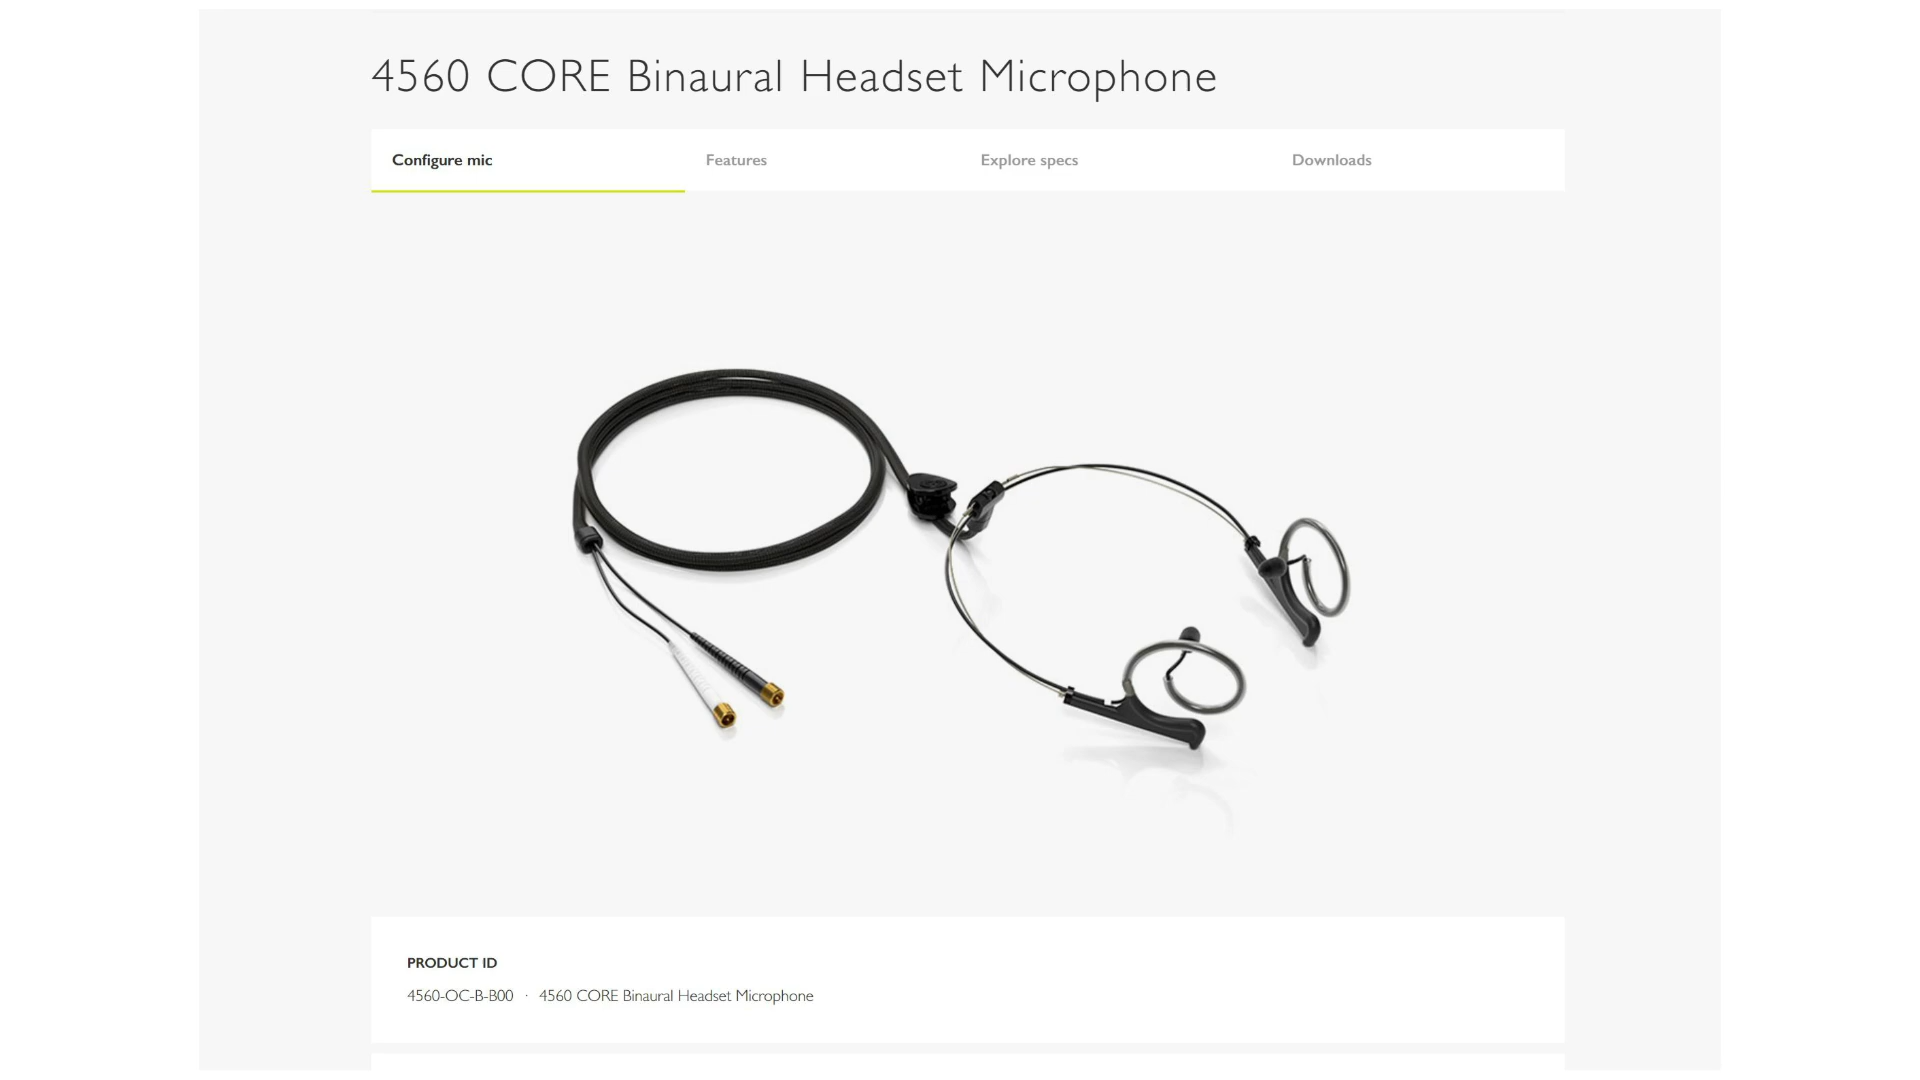 4560 CORE Binaural Headset Microphone
Configure mic
Features
Explore specs
Downloads
PRODUCT ID
4560-OC-B-B00 · 4560 CORE Binaural Headset Microphone